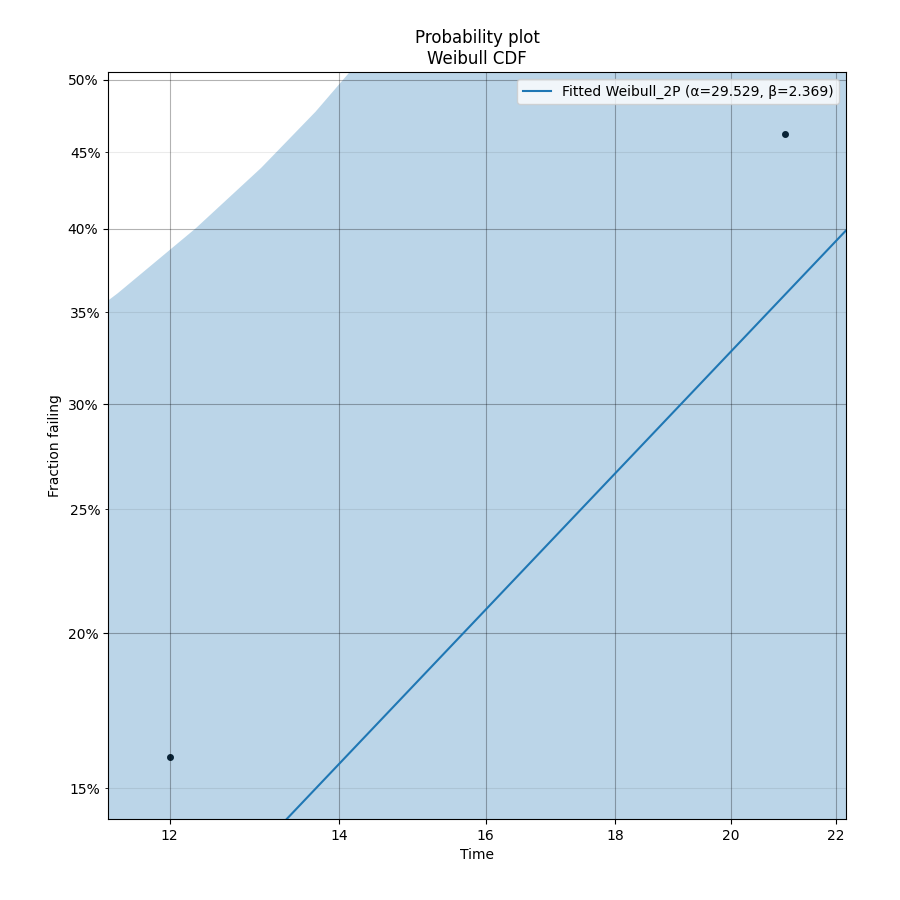 Probability plot
Weibull CDF
Fitted Weibull_2P (α=29.529, β=2.369)
50%
45%
40%
35%
30%
25%
20%
15%
Fraction failing
12
14
16
18
20
22
Time